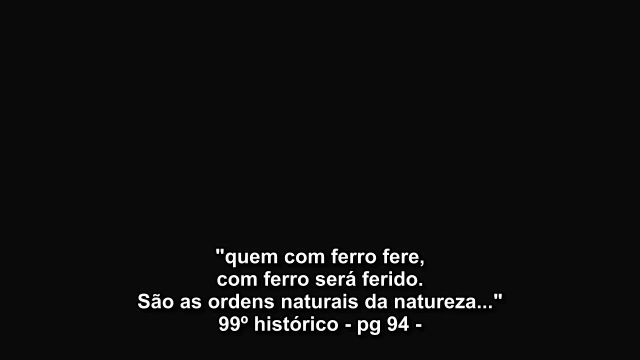 "quem com ferro fere,
com ferro será ferido.
São as ordens naturais da natureza..."
99º histórico - pg 94 -